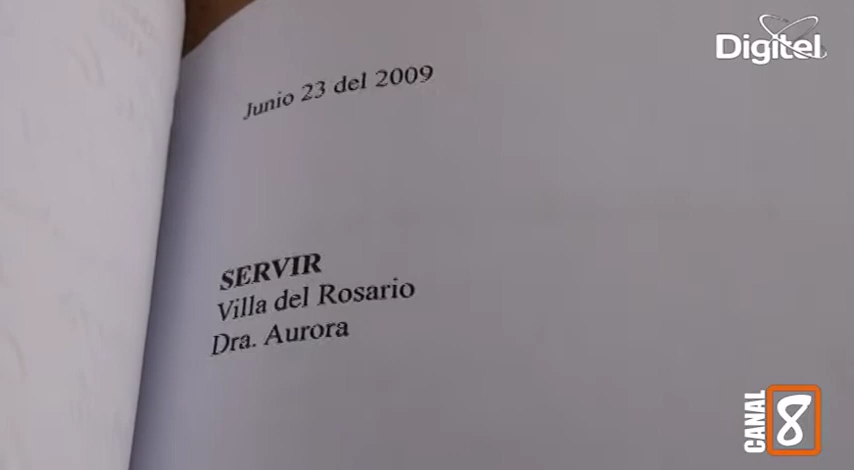 Digitel
Junio 23 del 2009
SERVIR
Villa del Rosario
Dra. Aurora
CANAL 8